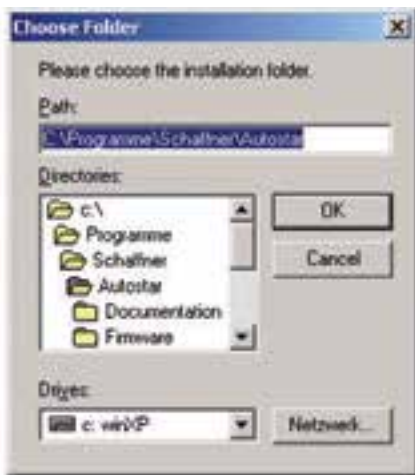 Choose Folder
Please choose the installation folder.
Path:
C:\Programme\Schaffner\Autostar
Directories:
c:\
Programme
Schaffner
Autostar
Documentation
Firmware
OK
Cancel
Drives:
c: winXP
Netzwerk...